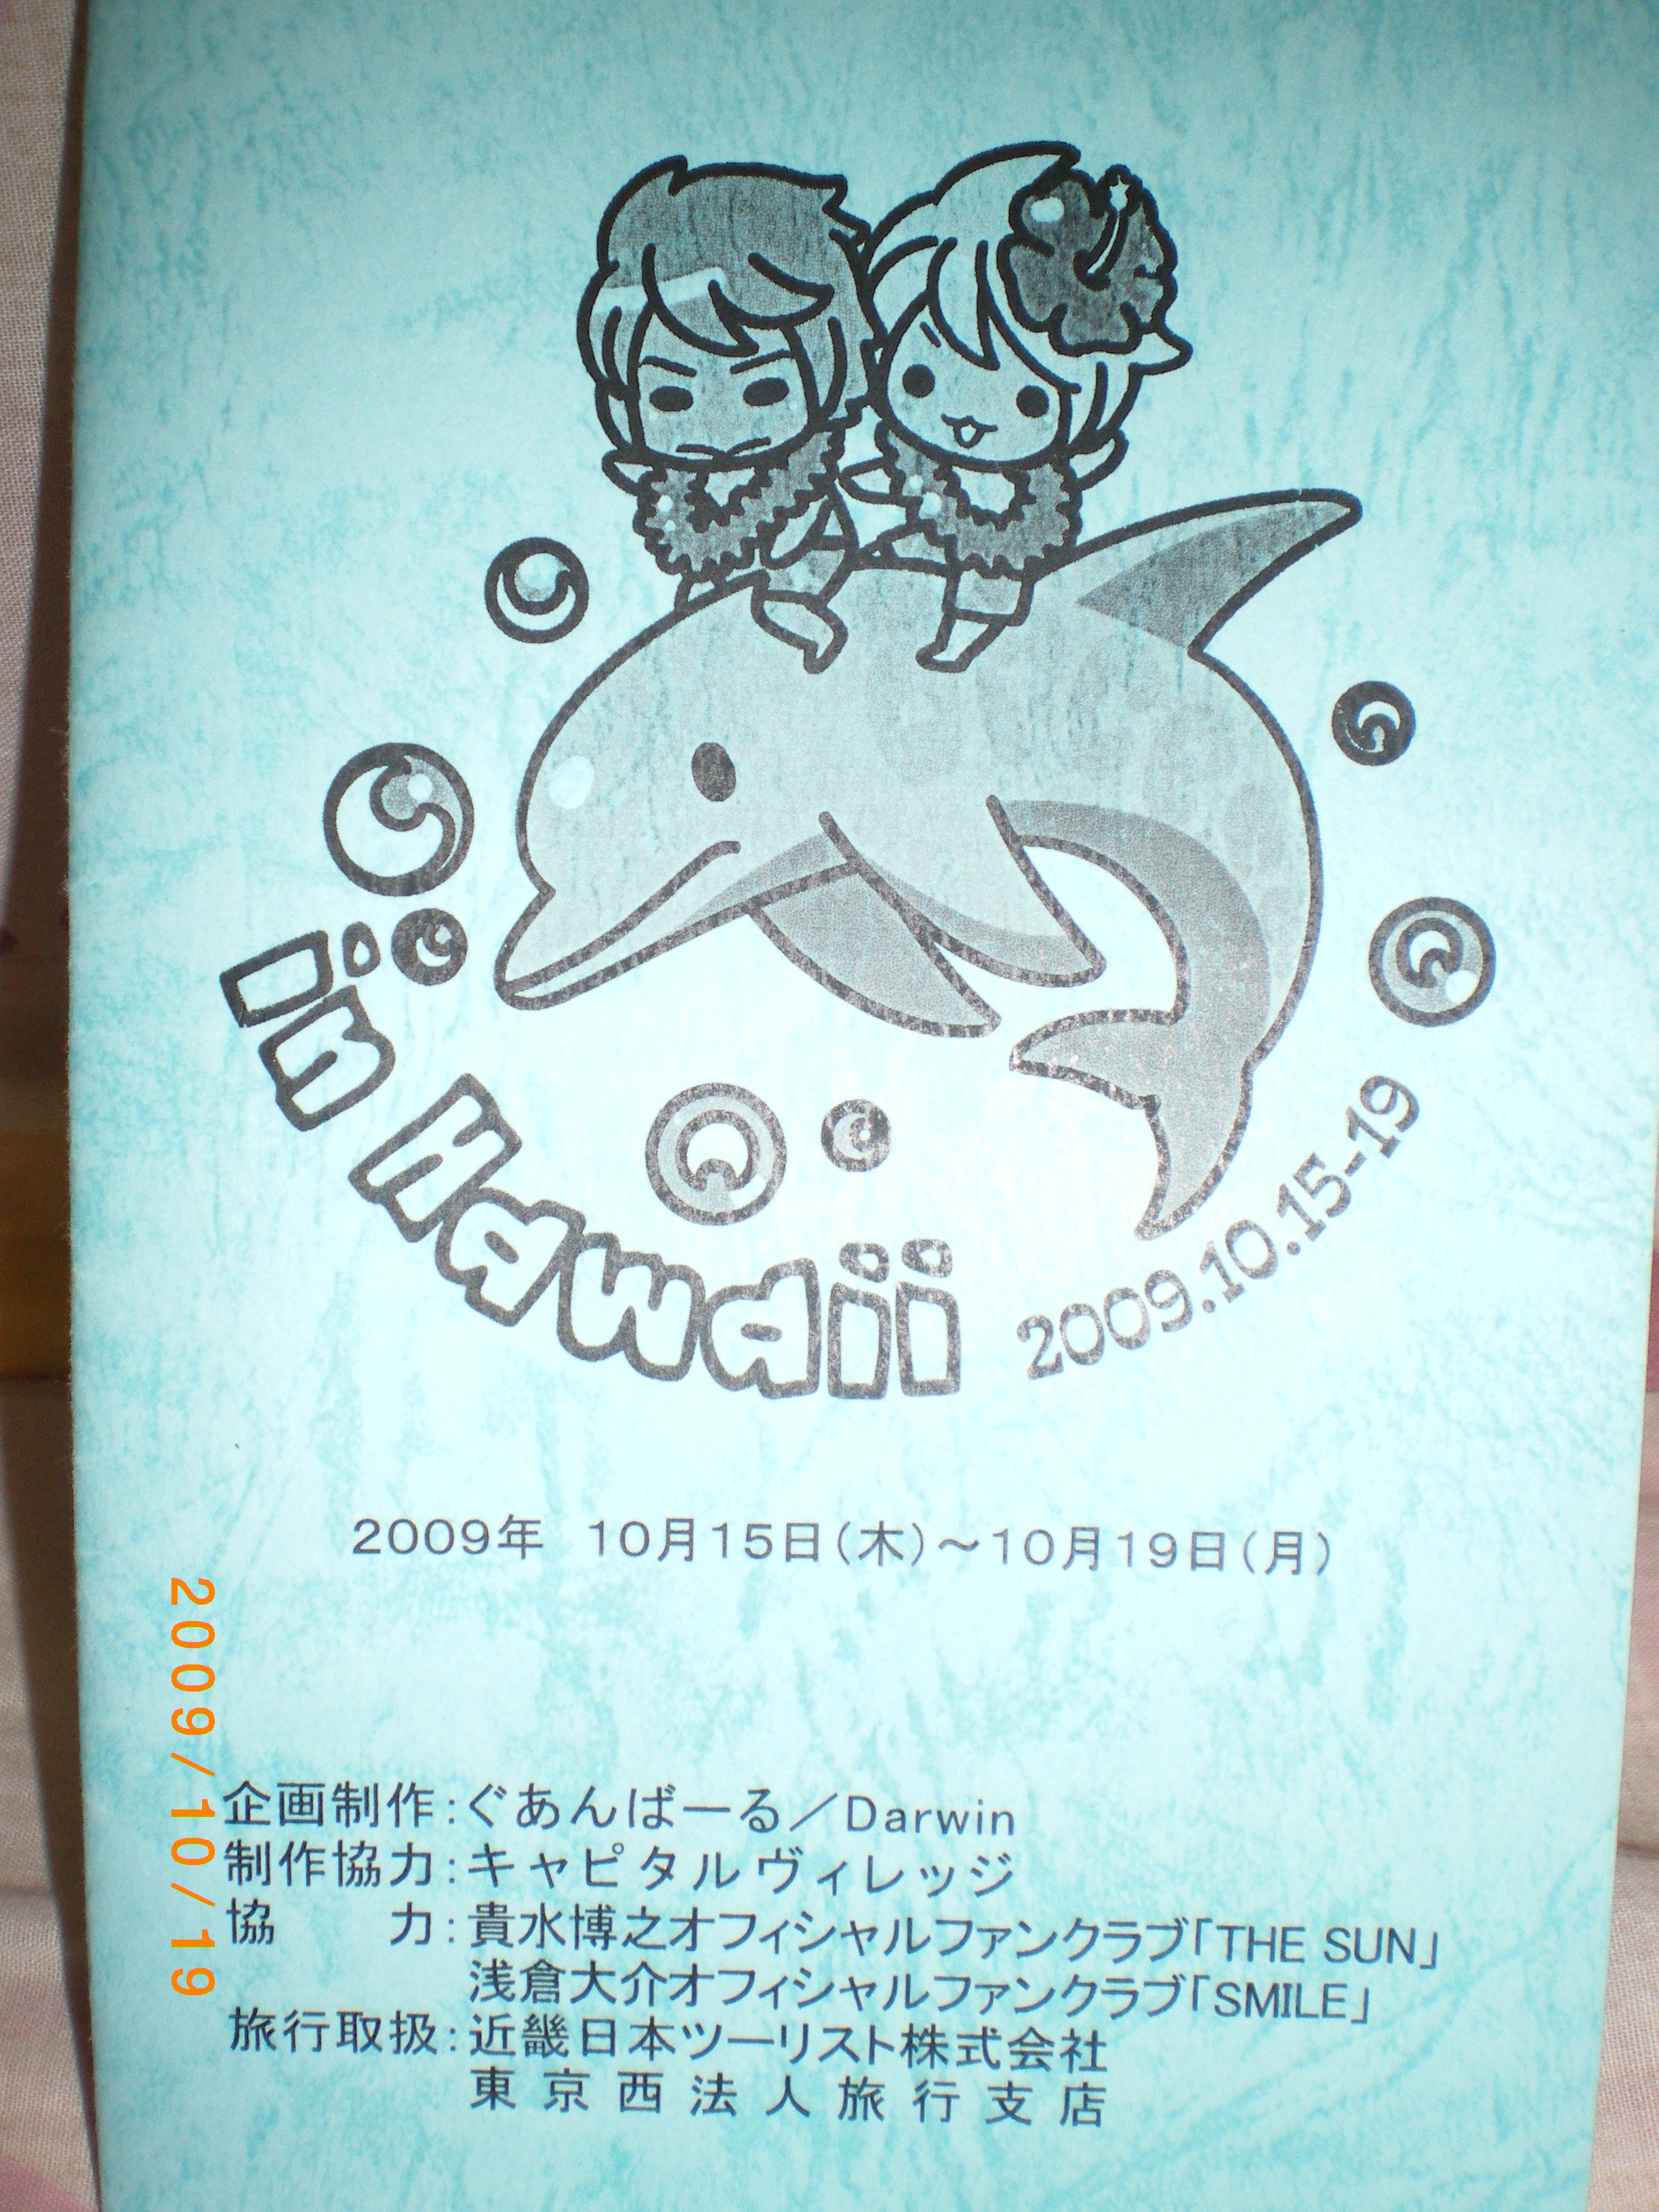 in Hawaii
2009.10.15-19
2009年 10月15日(木)～10月19日(月)
企画制作:ぐあんばーる／Darwin
制作協力:キャピタルヴィレッジ
協　　力:貴水博之オフィシャルファンクラブ「THE SUN」
浅倉大介オフィシャルファンクラブ「SMILE」
旅行取扱:近畿日本ツーリスト株式会社
東京西法人旅行支店
2009/10/19